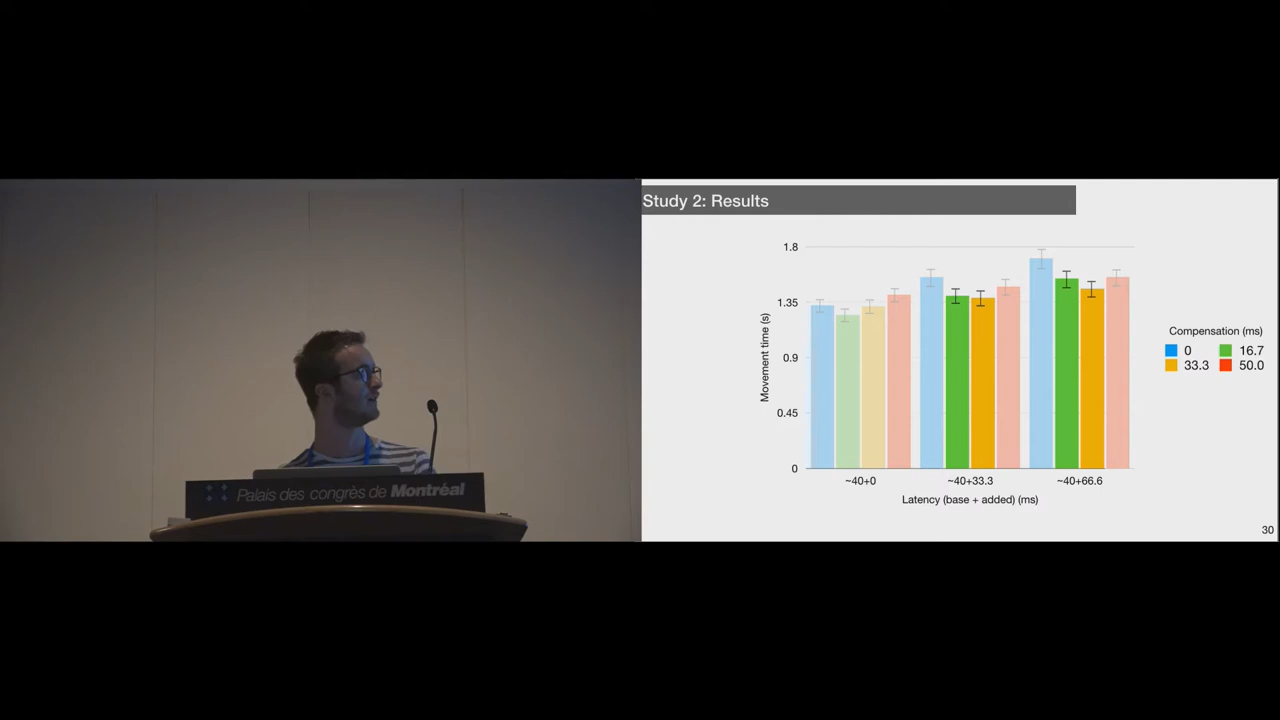 Palais des congrès de Montréal
Study 2: Results
1.8
1.35
0.9
0.45
0
Movement time (s)
~40+0
~40+33.3
~40+66.6
Latency (base + added) (ms)
Compensation (ms)
0
16.7
33.3
50.0
30